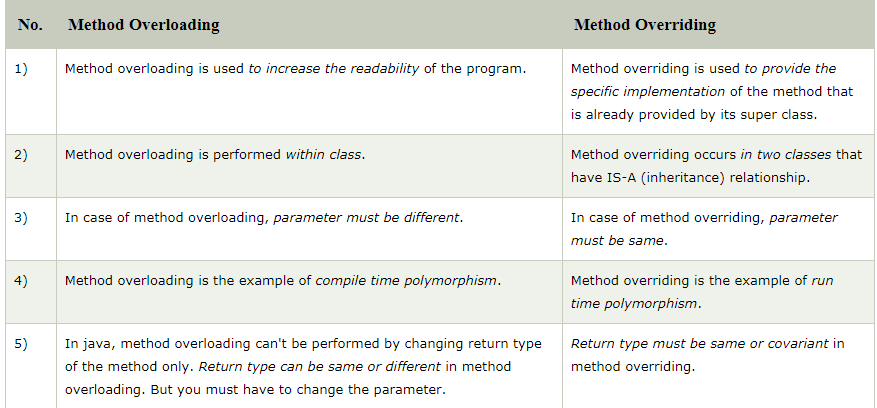 No. Method Overloading Method Overriding
1) Method overloading is used to increase the readability of the program. Method overriding is used to provide the
specific implementation of the method that
is already provided by its super class.
2) Method overloading is performed within class. Method overriding occurs in two classes that
have IS-A (inheritance) relationship.
3) In case of method overloading, parameter must be different. In case of method overriding, parameter
must be same.
4) Method overloading is the example of compile time polymorphism. Method overriding is the example of run
time polymorphism.
5) In java, method overloading can't be performed by changing return type
of the method only. Return type can be same or different in method
overloading. But you must have to change the parameter.
Return type must be same or covariant in
method overriding.